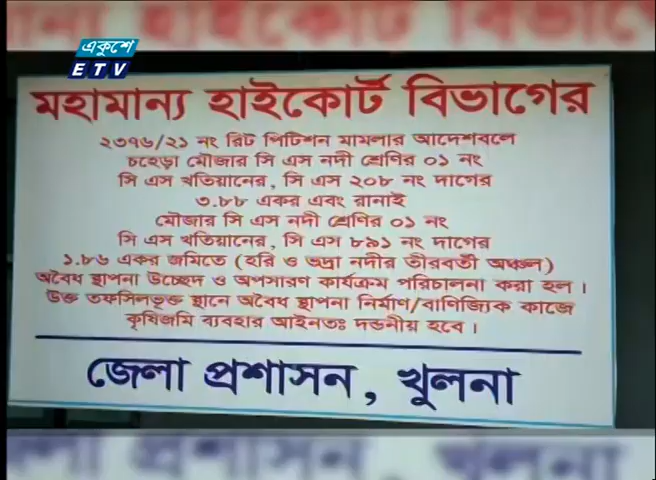 একুশে
ETV
মহামান্য হাইকোর্ট বিভাগের
২৩৭৬/২১ নং রিট পিটিশন মামলার আদেশবলে
চহেড়া মৌজার সি এস নদী শ্রেণির ০১ নং
সি এস খতিয়ানের, সি এস ২০৮ নং দাগের
৩.৮৮ একর এবং রানাই
মৌজার সি এস নদী শ্রেণির ০১ নং
সি এস খতিয়ানের, সি এস ৮৯১ নং দাগের
১.৮৬ একর জমিতে (হরি ও ভদ্রা নদীর তীরবর্তী অঞ্চল)
অবৈধ স্থাপনা উচ্ছেদ ও অপসারণ কার্যক্রম পরিচালনা করা হল।
উক্ত তফসিলভূক্ত স্থানে অবৈধ স্থাপনা নির্মাণ/বাণিজ্যিক কাজে
কৃষিজমি ব্যবহার আইনতঃ দন্ডনীয় হবে।
জেলা প্রশাসন, খুলনা